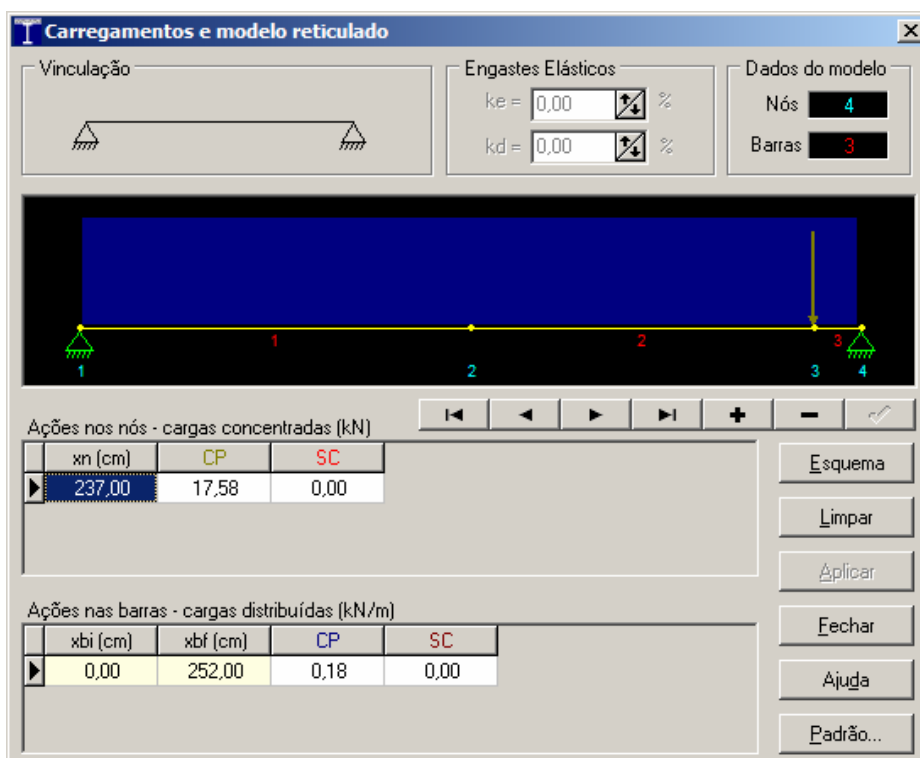 Carregamentos e modelo reticulado
Vinculação
Engastes Elásticos
ke = 0,00 %
kd = 0,00 %
Dados do modelo
Nós 4
Barras 3
1 2 3
1 2 3 4
Ações nos nós - cargas concentradas (kN)
xn (cm) CP SC
237,00 17,58 0,00
Esquema
Limpar
Aplicar
Ações nas barras - cargas distribuídas (kN/m)
xbi (cm) xbf (cm) CP SC
0,00 252,00 0,18 0,00
Fechar
Ajuda
Padrão...